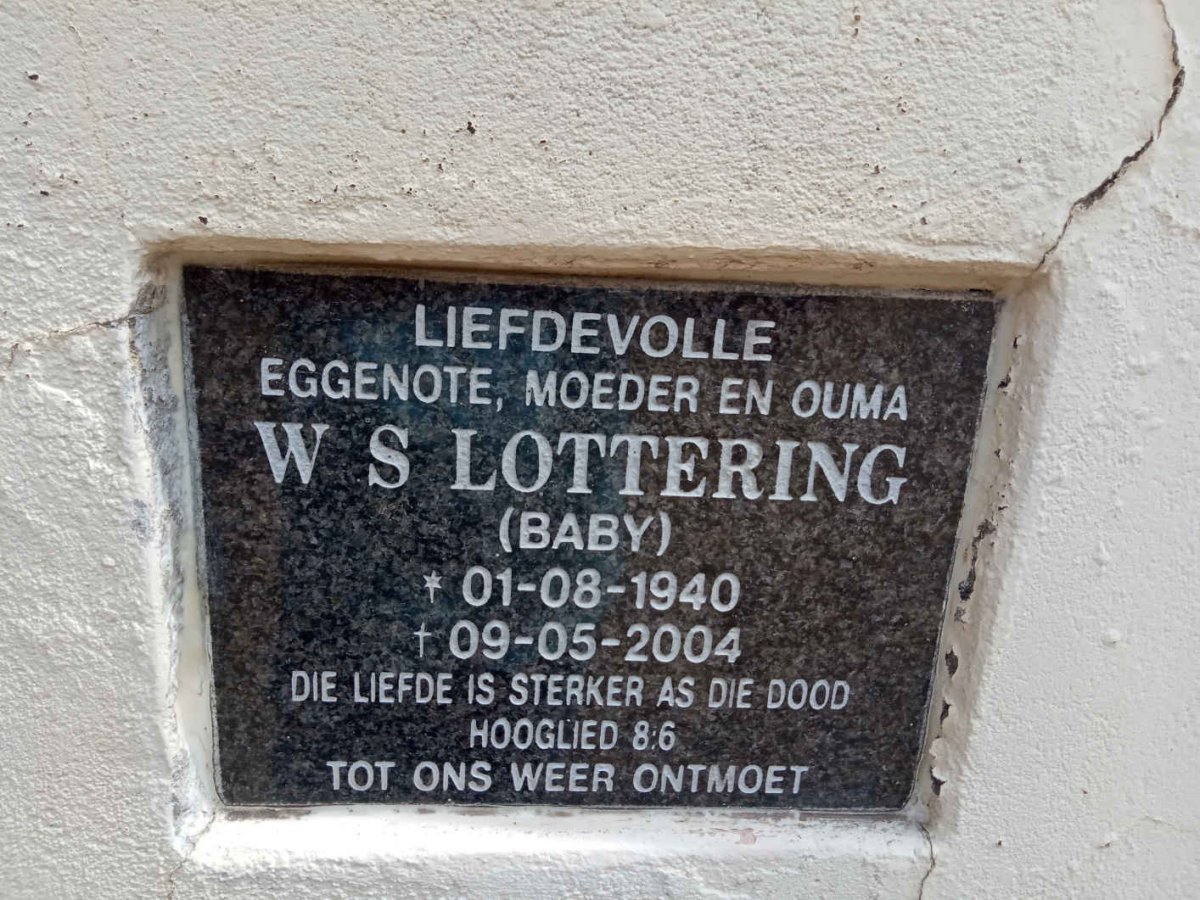 LIEFDEVOLLE
EGGENOTE, MOEDER EN OUMA
W S LOTTERING
(BABY)
* 01-08-1940
† 09-05-2004
DIE LIEFDE IS STERKER AS DIE DOOD
HOOGLIED 8:6
TOT ONS WEER ONTMOET